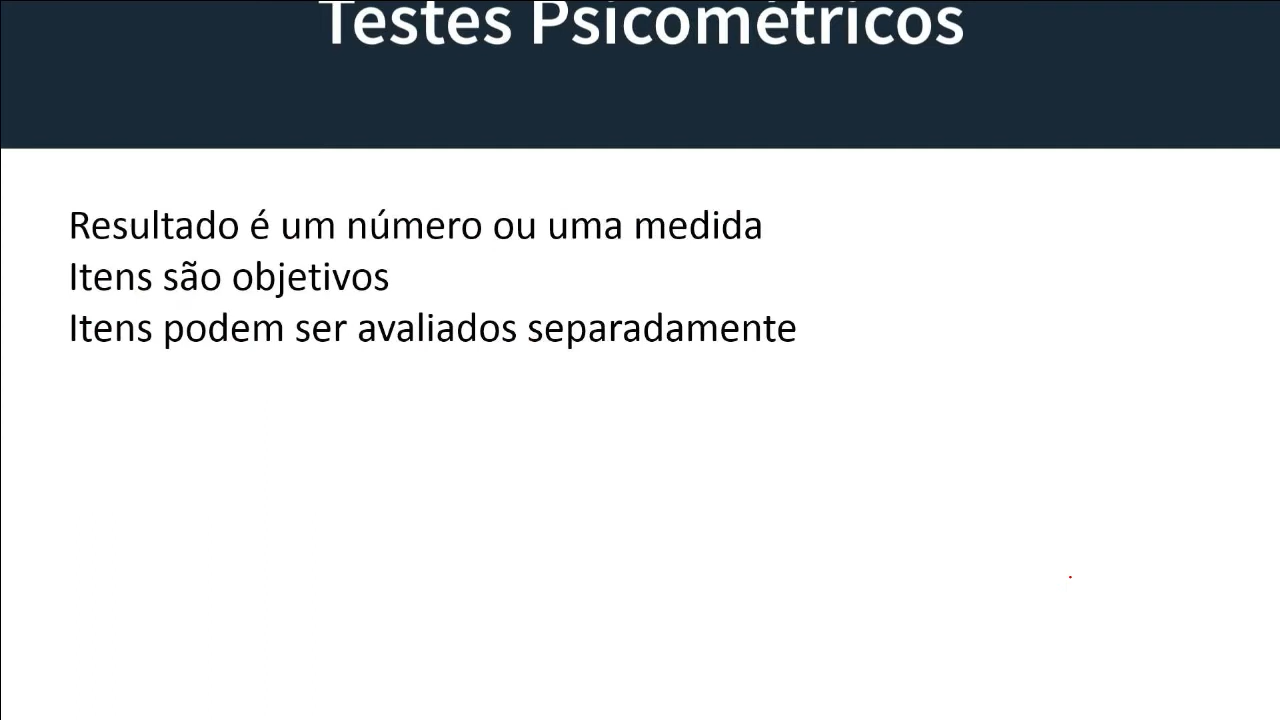 Testes Psicométricos
Resultado é um número ou uma medida
Itens são objetivos
Itens podem ser avaliados separadamente